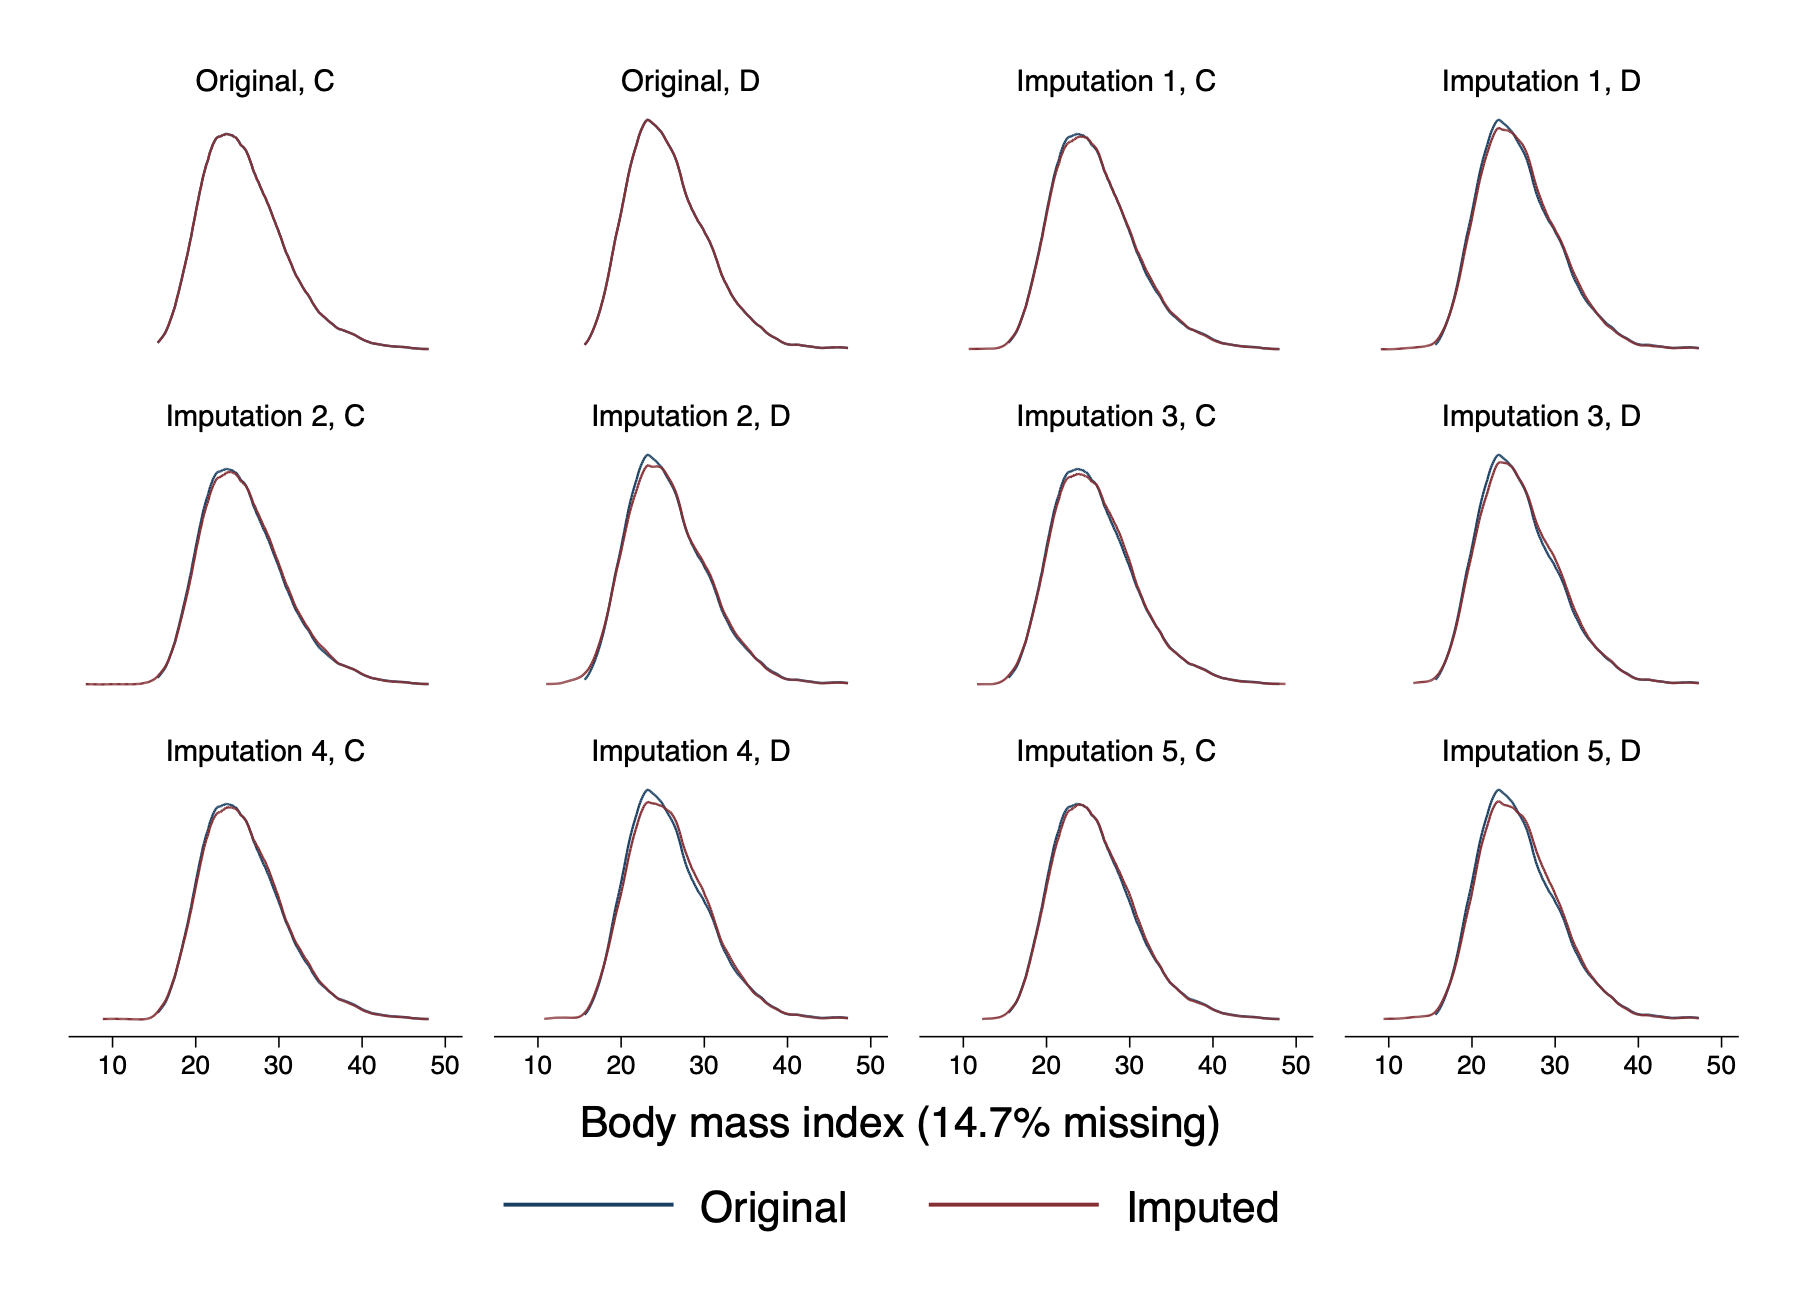 Original, C
Original, D
Imputation 1, C
Imputation 1, D
Imputation 2, C
Imputation 2, D
Imputation 3, C
Imputation 3, D
Imputation 4, C
Imputation 4, D
Imputation 5, C
Imputation 5, D
10 20 30 40 50
10 20 30 40 50
10 20 30 40 50
10 20 30 40 50
Body mass index (14.7% missing)
Original
Imputed